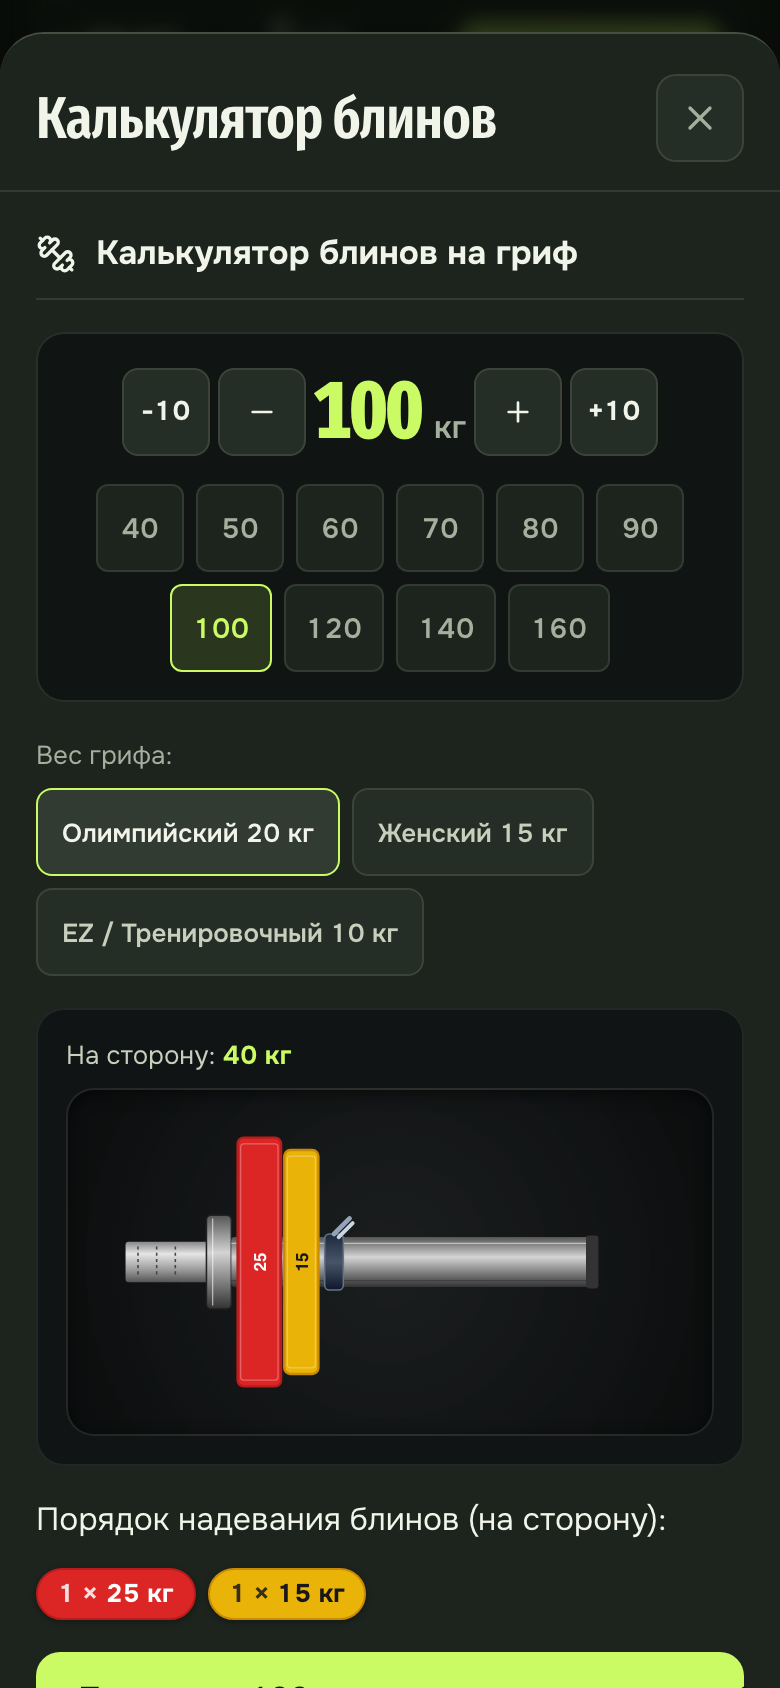 Калькулятор блинов
Калькулятор блинов на гриф
-10 — 100 кг + +10
40 50 60 70 80 90
100 120 140 160
Вес грифа:
Олимпийский 20 кг Женский 15 кг
EZ / Тренировочный 10 кг
На сторону: 40 кг
25 15
Порядок надевания блинов (на сторону):
1 × 25 кг 1 × 15 кг